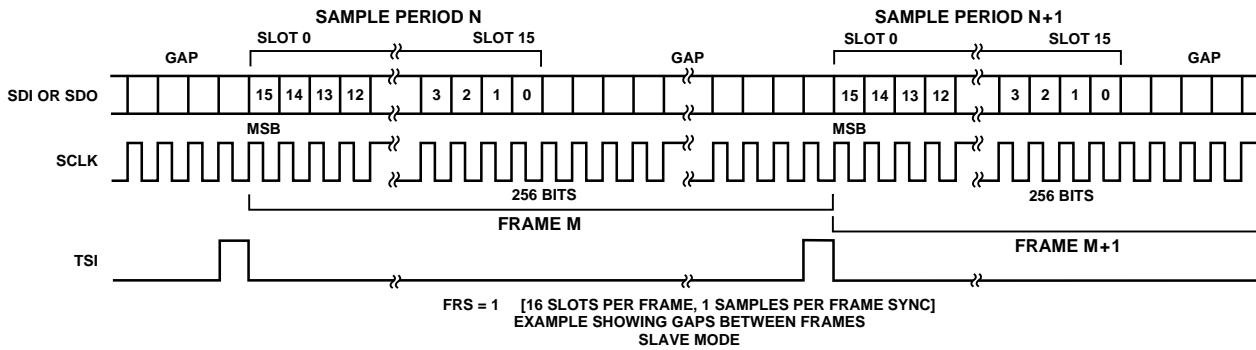 SAMPLE PERIOD N SAMPLE PERIOD N+1
SLOT 0 SLOT 15 SLOT 0 SLOT 15
GAP GAP GAP
SDI OR SDO 15 14 13 12 3 2 1 0 15 14 13 12 3 2 1 0
MSB MSB
SCLK
256 BITS 256 BITS
FRAME M
FRAME M+1
TSI
FRS = 1 [16 SLOTS PER FRAME, 1 SAMPLES PER FRAME SYNC]
EXAMPLE SHOWING GAPS BETWEEN FRAMES
SLAVE MODE